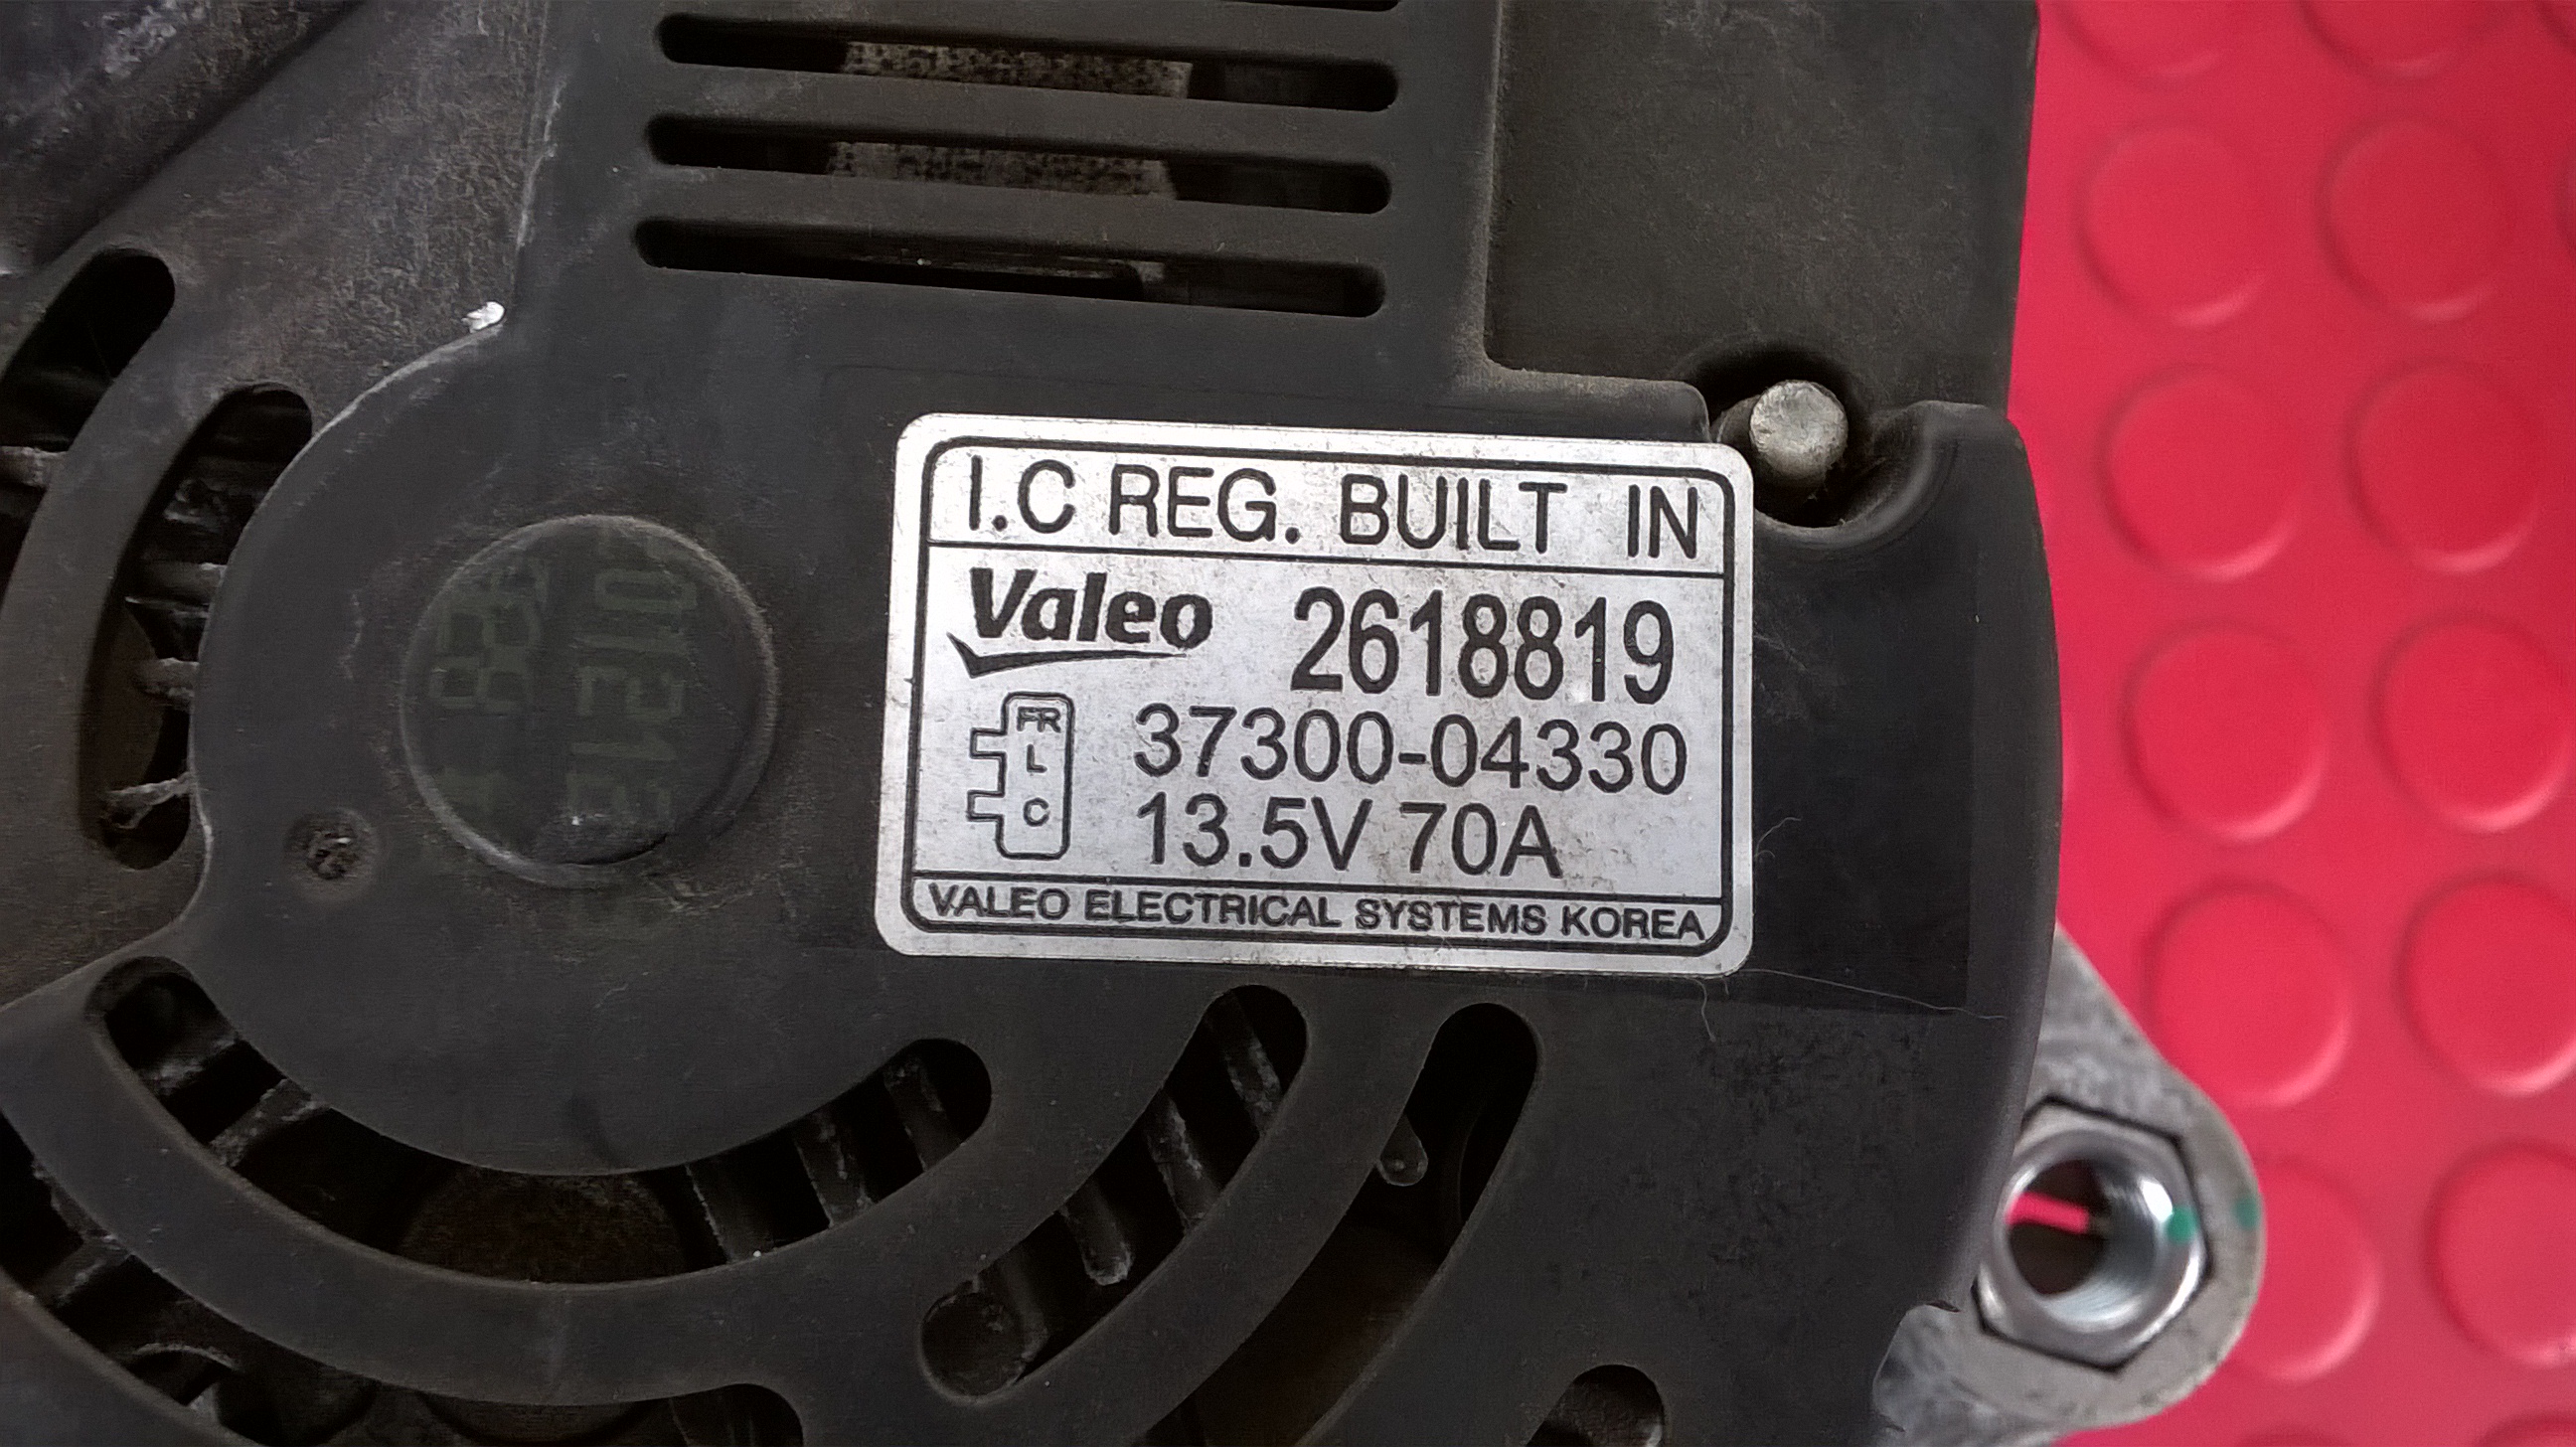 I.C REG. BUILT IN
Valeo 2618819
FR
L
C
37300-04330
13.5V 70A
VALEO ELECTRICAL SYSTEMS KOREA